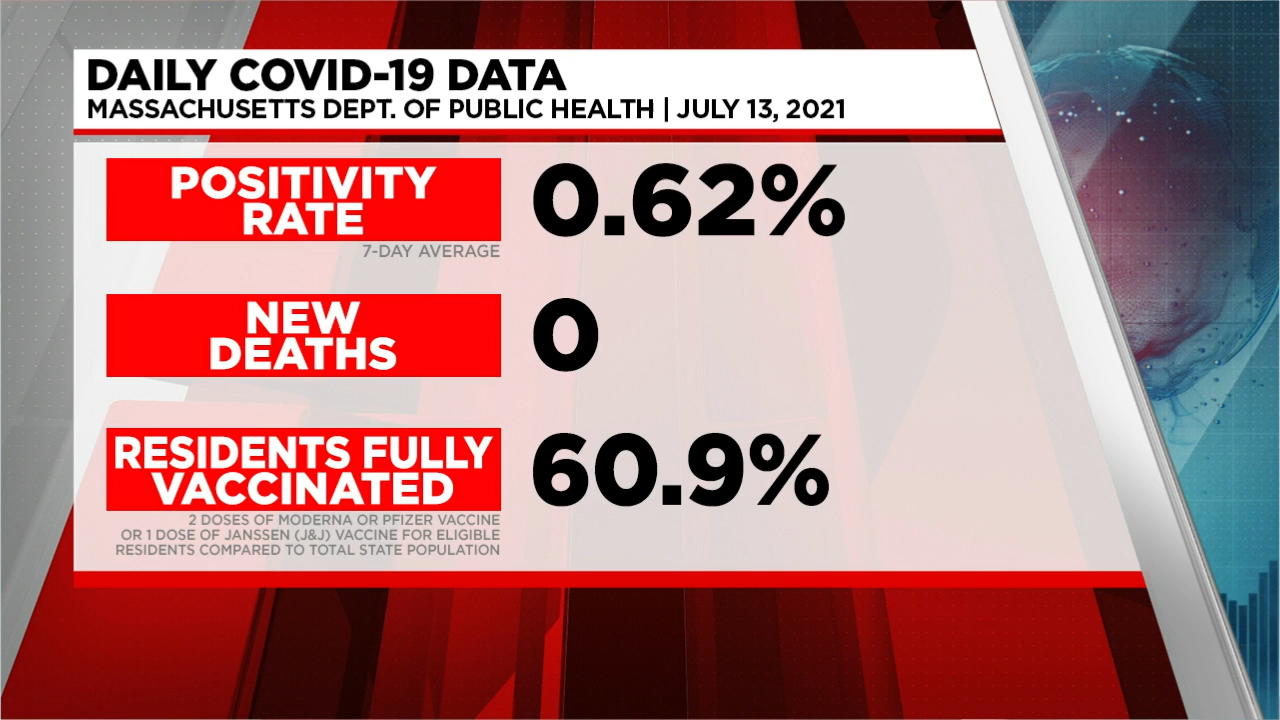 DAILY COVID-19 DATA
MASSACHUSETTS DEPT. OF PUBLIC HEALTH | JULY 13, 2021
POSITIVITY
RATE
0.62%
7-DAY AVERAGE
NEW
DEATHS
0
RESIDENTS FULLY
VACCINATED
60.9%
2 DOSES OF MODERNA OR PFIZER VACCINE
OR 1 DOSE OF JANSSEN (J&J) VACCINE FOR ELIGIBLE
RESIDENTS COMPARED TO TOTAL STATE POPULATION